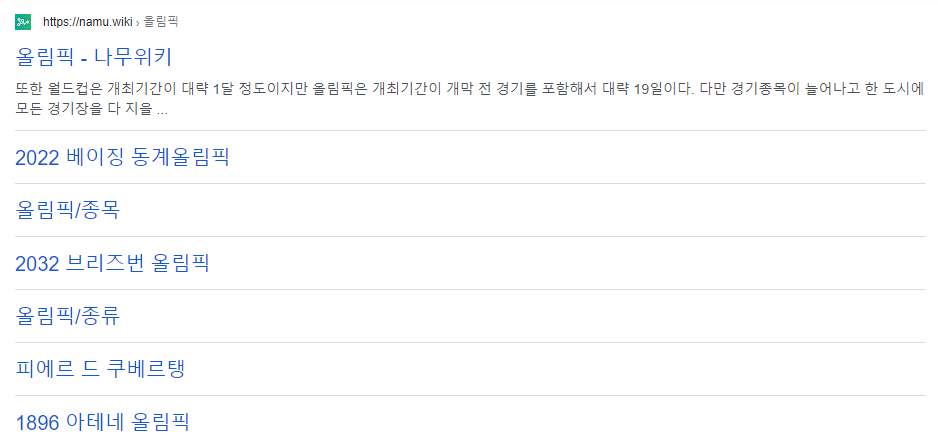 https://namu.wiki › 올림픽
올림픽 - 나무위키
또한 월드컵은 개최기간이 대략 1달 정도이지만 올림픽은 개최기간이 개막 전 경기를 포함해서 대략 19일이다. 다만 경기종목이 늘어나고 한 도시에
모든 경기장을 다 지을 ...
2022 베이징 동계올림픽
올림픽/종목
2032 브리즈번 올림픽
올림픽/종류
피에르 드 쿠베르탱
1896 아테네 올림픽